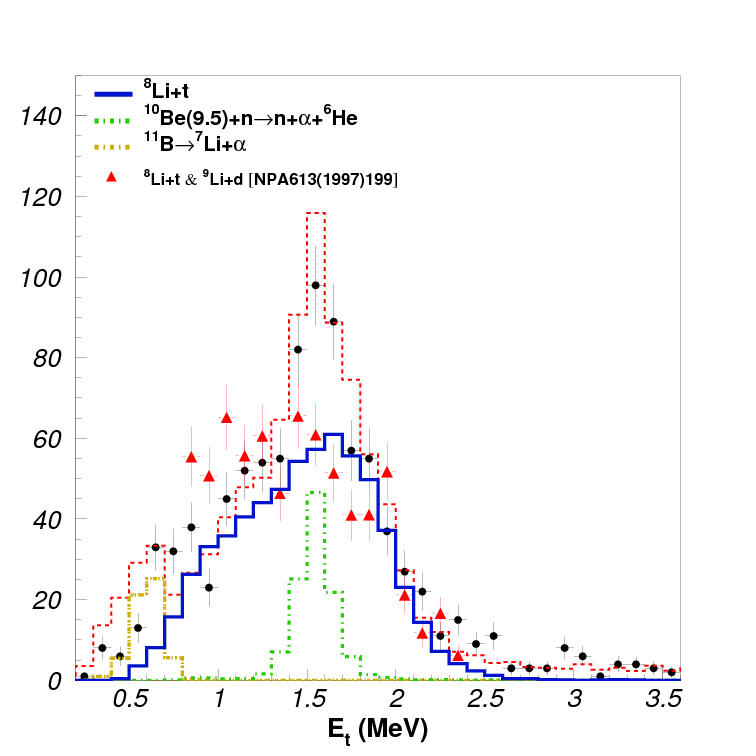 ⁸Li+t
¹⁰Be(9.5)+n→n+α+⁶He
¹¹B→⁷Li+α
⁸Li+t & ⁹Li+d [NPA613(1997)199]
140
120
100
80
60
40
20
0
0.5 1 1.5 2 2.5 3 3.5
Eₜ (MeV)